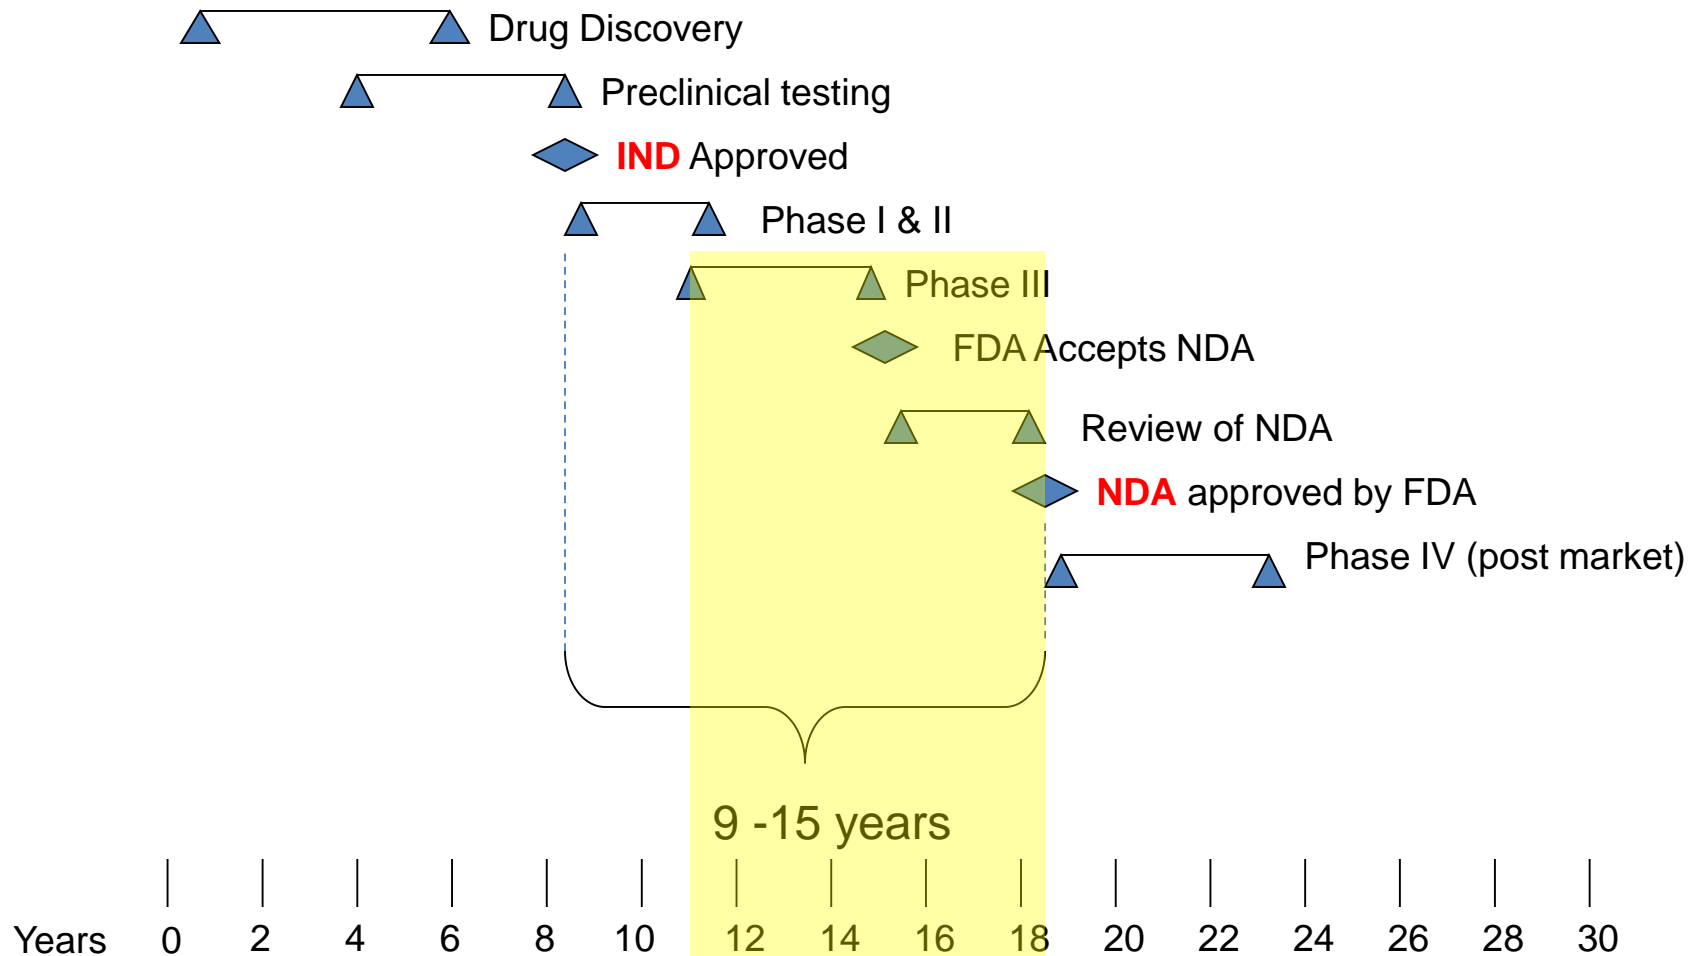 Drug Discovery
Preclinical testing
IND Approved
Phase I & II
Phase III
FDA Accepts NDA
Review of NDA
NDA approved by FDA
Phase IV (post market)
9 -15 years
Years 0 2 4 6 8 10 12 14 16 18 20 22 24 26 28 30